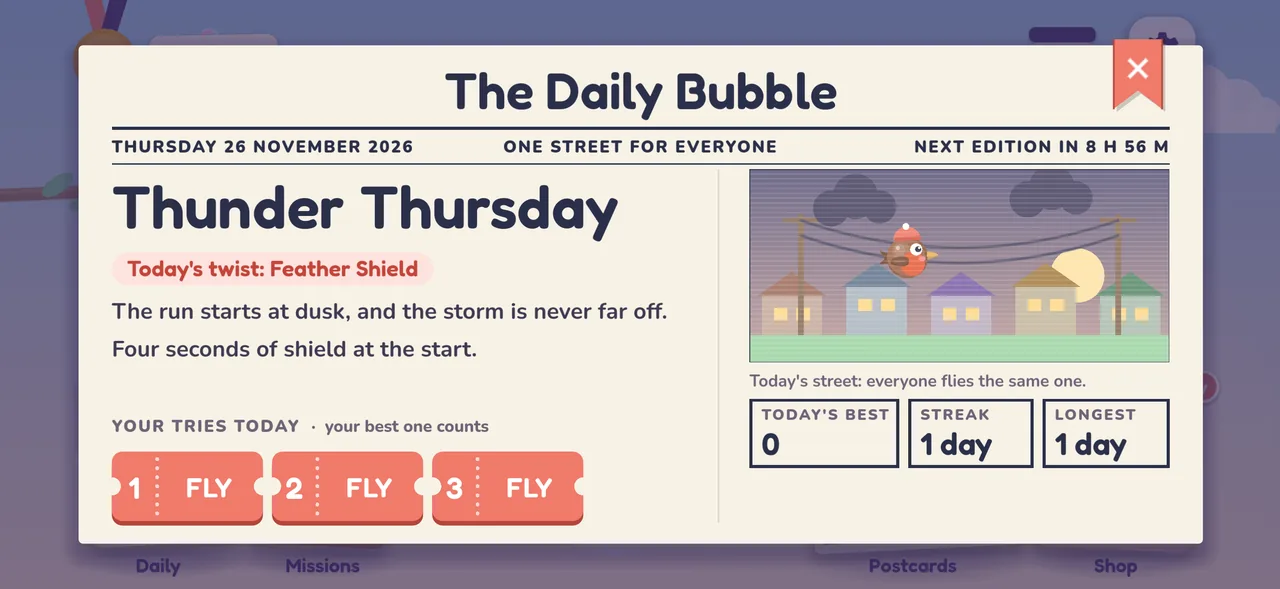 The Daily Bubble
THURSDAY 26 NOVEMBER 2026
ONE STREET FOR EVERYONE
NEXT EDITION IN 8 H 56 M
Thunder Thursday
Today's twist: Feather Shield
The run starts at dusk, and the storm is never far off.
Four seconds of shield at the start.
YOUR TRIES TODAY · your best one counts
1 FLY
2 FLY
3 FLY
Today's street: everyone flies the same one.
TODAY'S BEST
0
STREAK
1 day
LONGEST
1 day
Daily
Missions
Postcards
Shop